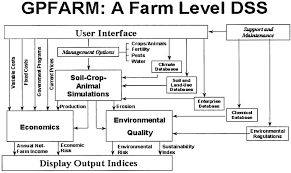 GPFARM: A Farm Level DSS
User Interface
Support and
Maintenance
Management Options
Crops/Animals
Fertility
Pests
Water
Variable Costs
Fixed Costs
Government Programs
Current Prices
Climate
Databases
Soil-Crop-
Animal
Simulations
Soil and
Land-Use Databases
Enterprise
Database
Chemical
Database
Production
Erosion
Economics
Environmental
Quality
Environmental
Regulations
Annual Net-
Farm Income
Economic
Risk
Environmental
Risk
Sustainability
Index
Display Output Indices